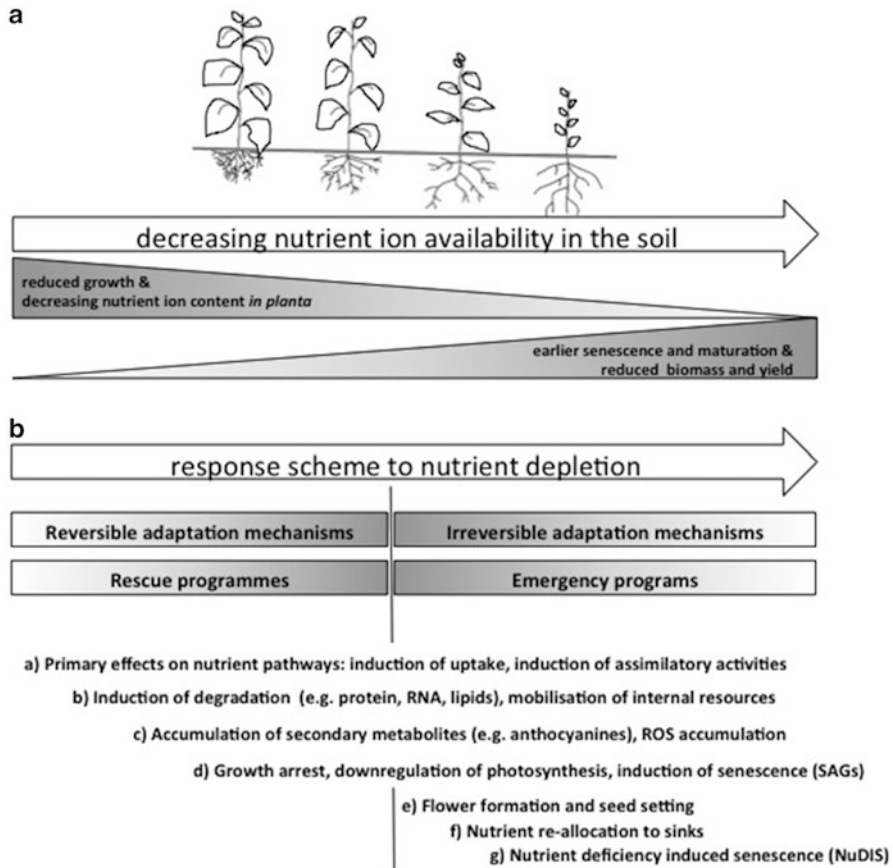 a
decreasing nutrient ion availability in the soil
reduced growth &
decreasing nutrient ion content in planta
earlier senescence and maturation &
reduced biomass and yield
b
response scheme to nutrient depletion
Reversible adaptation mechanisms
Irreversible adaptation mechanisms
Rescue programmes
Emergency programs
a) Primary effects on nutrient pathways: induction of uptake, induction of assimilatory activities
b) Induction of degradation (e.g. protein, RNA, lipids), mobilisation of internal resources
c) Accumulation of secondary metabolites (e.g. anthocyanines), ROS accumulation
d) Growth arrest, downregulation of photosynthesis, induction of senescence (SAGs)
e) Flower formation and seed setting
f) Nutrient re-allocation to sinks
g) Nutrient deficiency induced senescence (NuDIS)